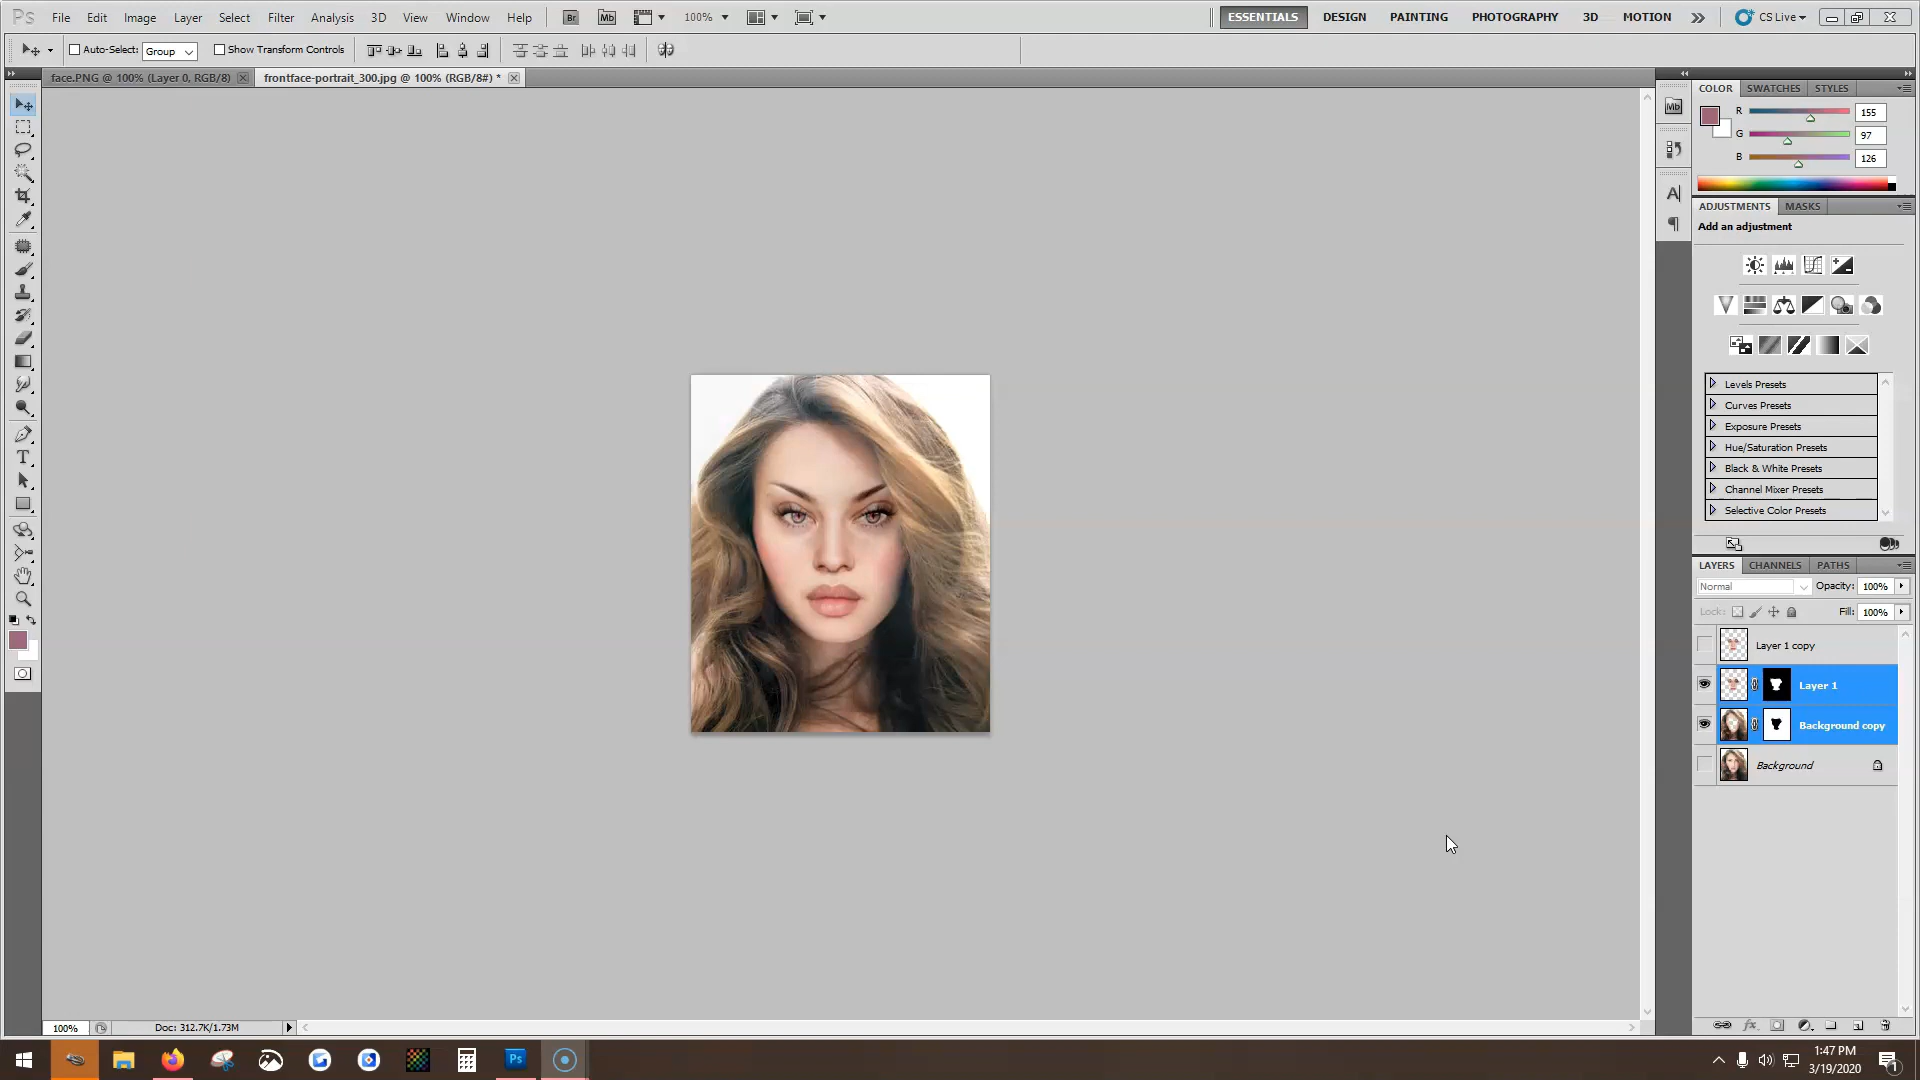 Ps File Edit Image Layer Select Filter Analysis 3D View Window Help Br Mb 100% ESSENTIALS DESIGN PAINTING PHOTOGRAPHY 3D MOTION CS Live
Auto-Select: Group Show Transform Controls
face.PNG @ 100% (Layer 0, RGB/8) frontface-portrait_300.jpg @ 100% (RGB/8#) *
COLOR SWATCHES STYLES
Mb
R 155
G 97
B 126
A
ADJUSTMENTS MASKS
Add an adjustment
Levels Presets
Curves Presets
Exposure Presets
Hue/Saturation Presets
Black & White Presets
Channel Mixer Presets
Selective Color Presets
LAYERS CHANNELS PATHS
Normal Opacity: 100%
Lock: Fill: 100%
Layer 1 copy
Layer 1
Background copy
Background
T
fx
100% Doc: 312.7K/1.73M
Ps
1:47 PM
3/19/2020
1